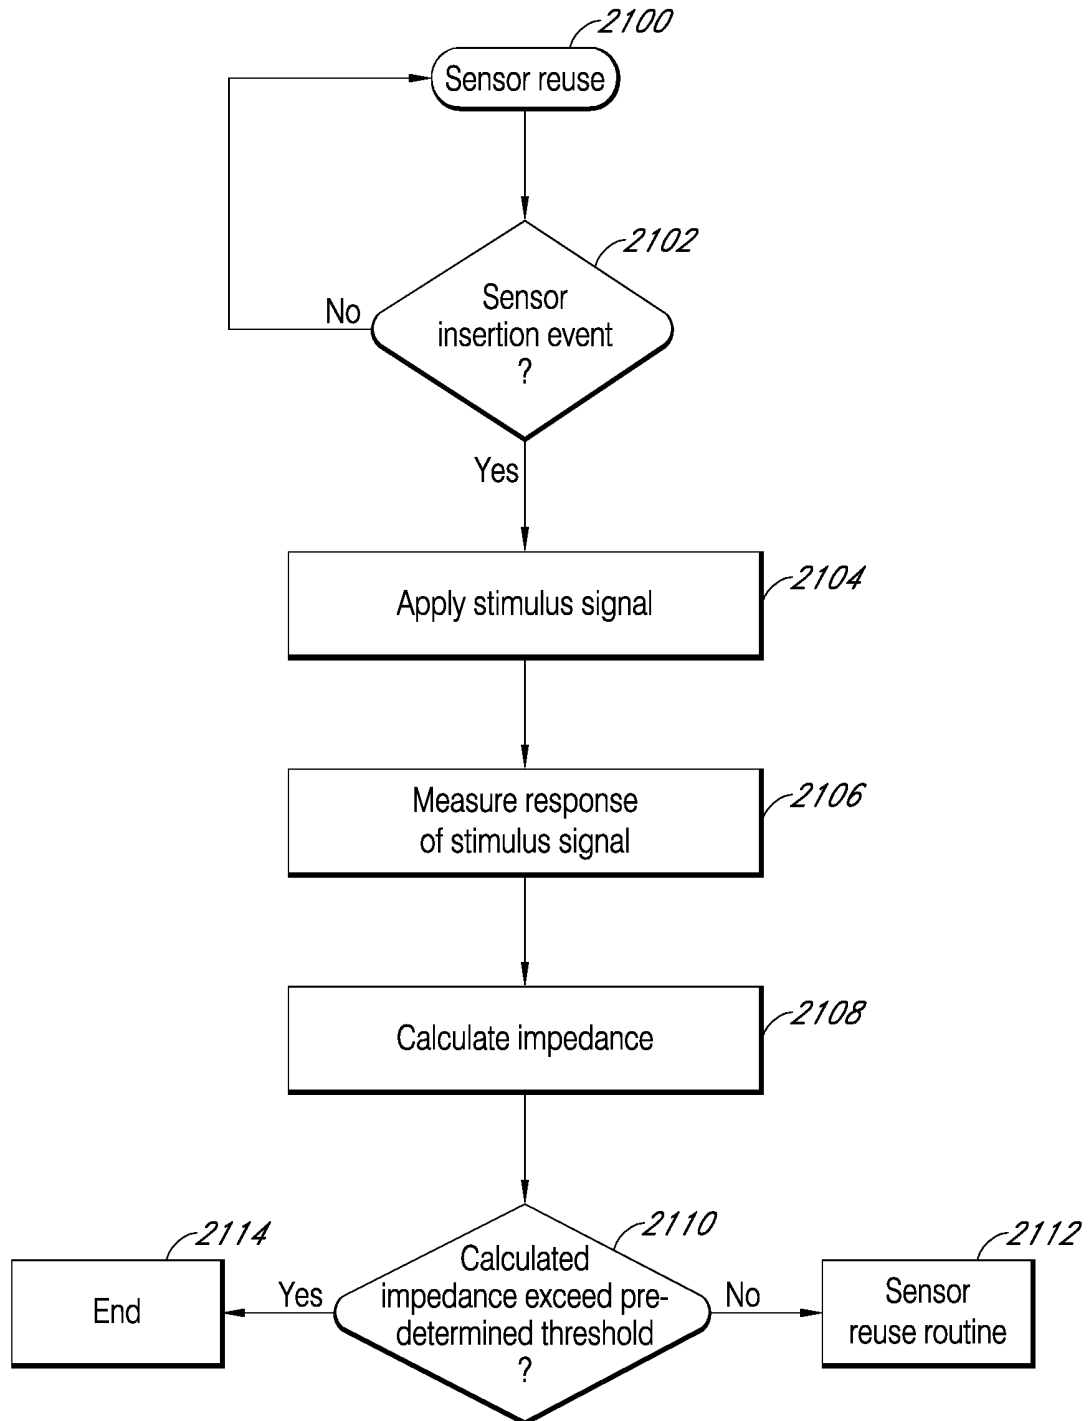 2100
Sensor reuse
2102
Sensor
insertion event
?
No
Yes
2104
Apply stimulus signal
2106
Measure response
of stimulus signal
2108
Calculate impedance
2110
Calculated
impedance exceed pre-
determined threshold
?
Yes
No
2114
End
2112
Sensor
reuse routine